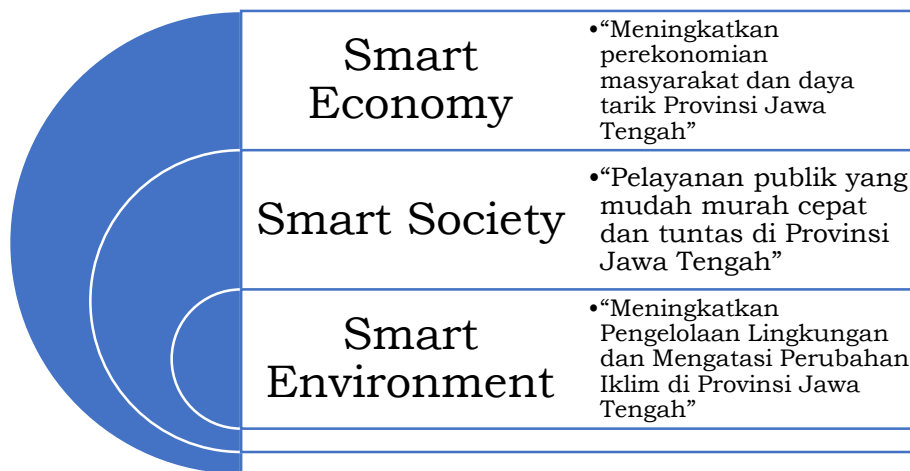 Smart
Economy
•“Meningkatkan
perekonomian
masyarakat dan daya
tarik Provinsi Jawa
Tengah”
Smart Society
•“Pelayanan publik yang
mudah murah cepat
dan tuntas di Provinsi
Jawa Tengah”
Smart
Environment
•“Meningkatkan
Pengelolaan Lingkungan
dan Mengatasi Perubahan
Iklim di Provinsi Jawa
Tengah”